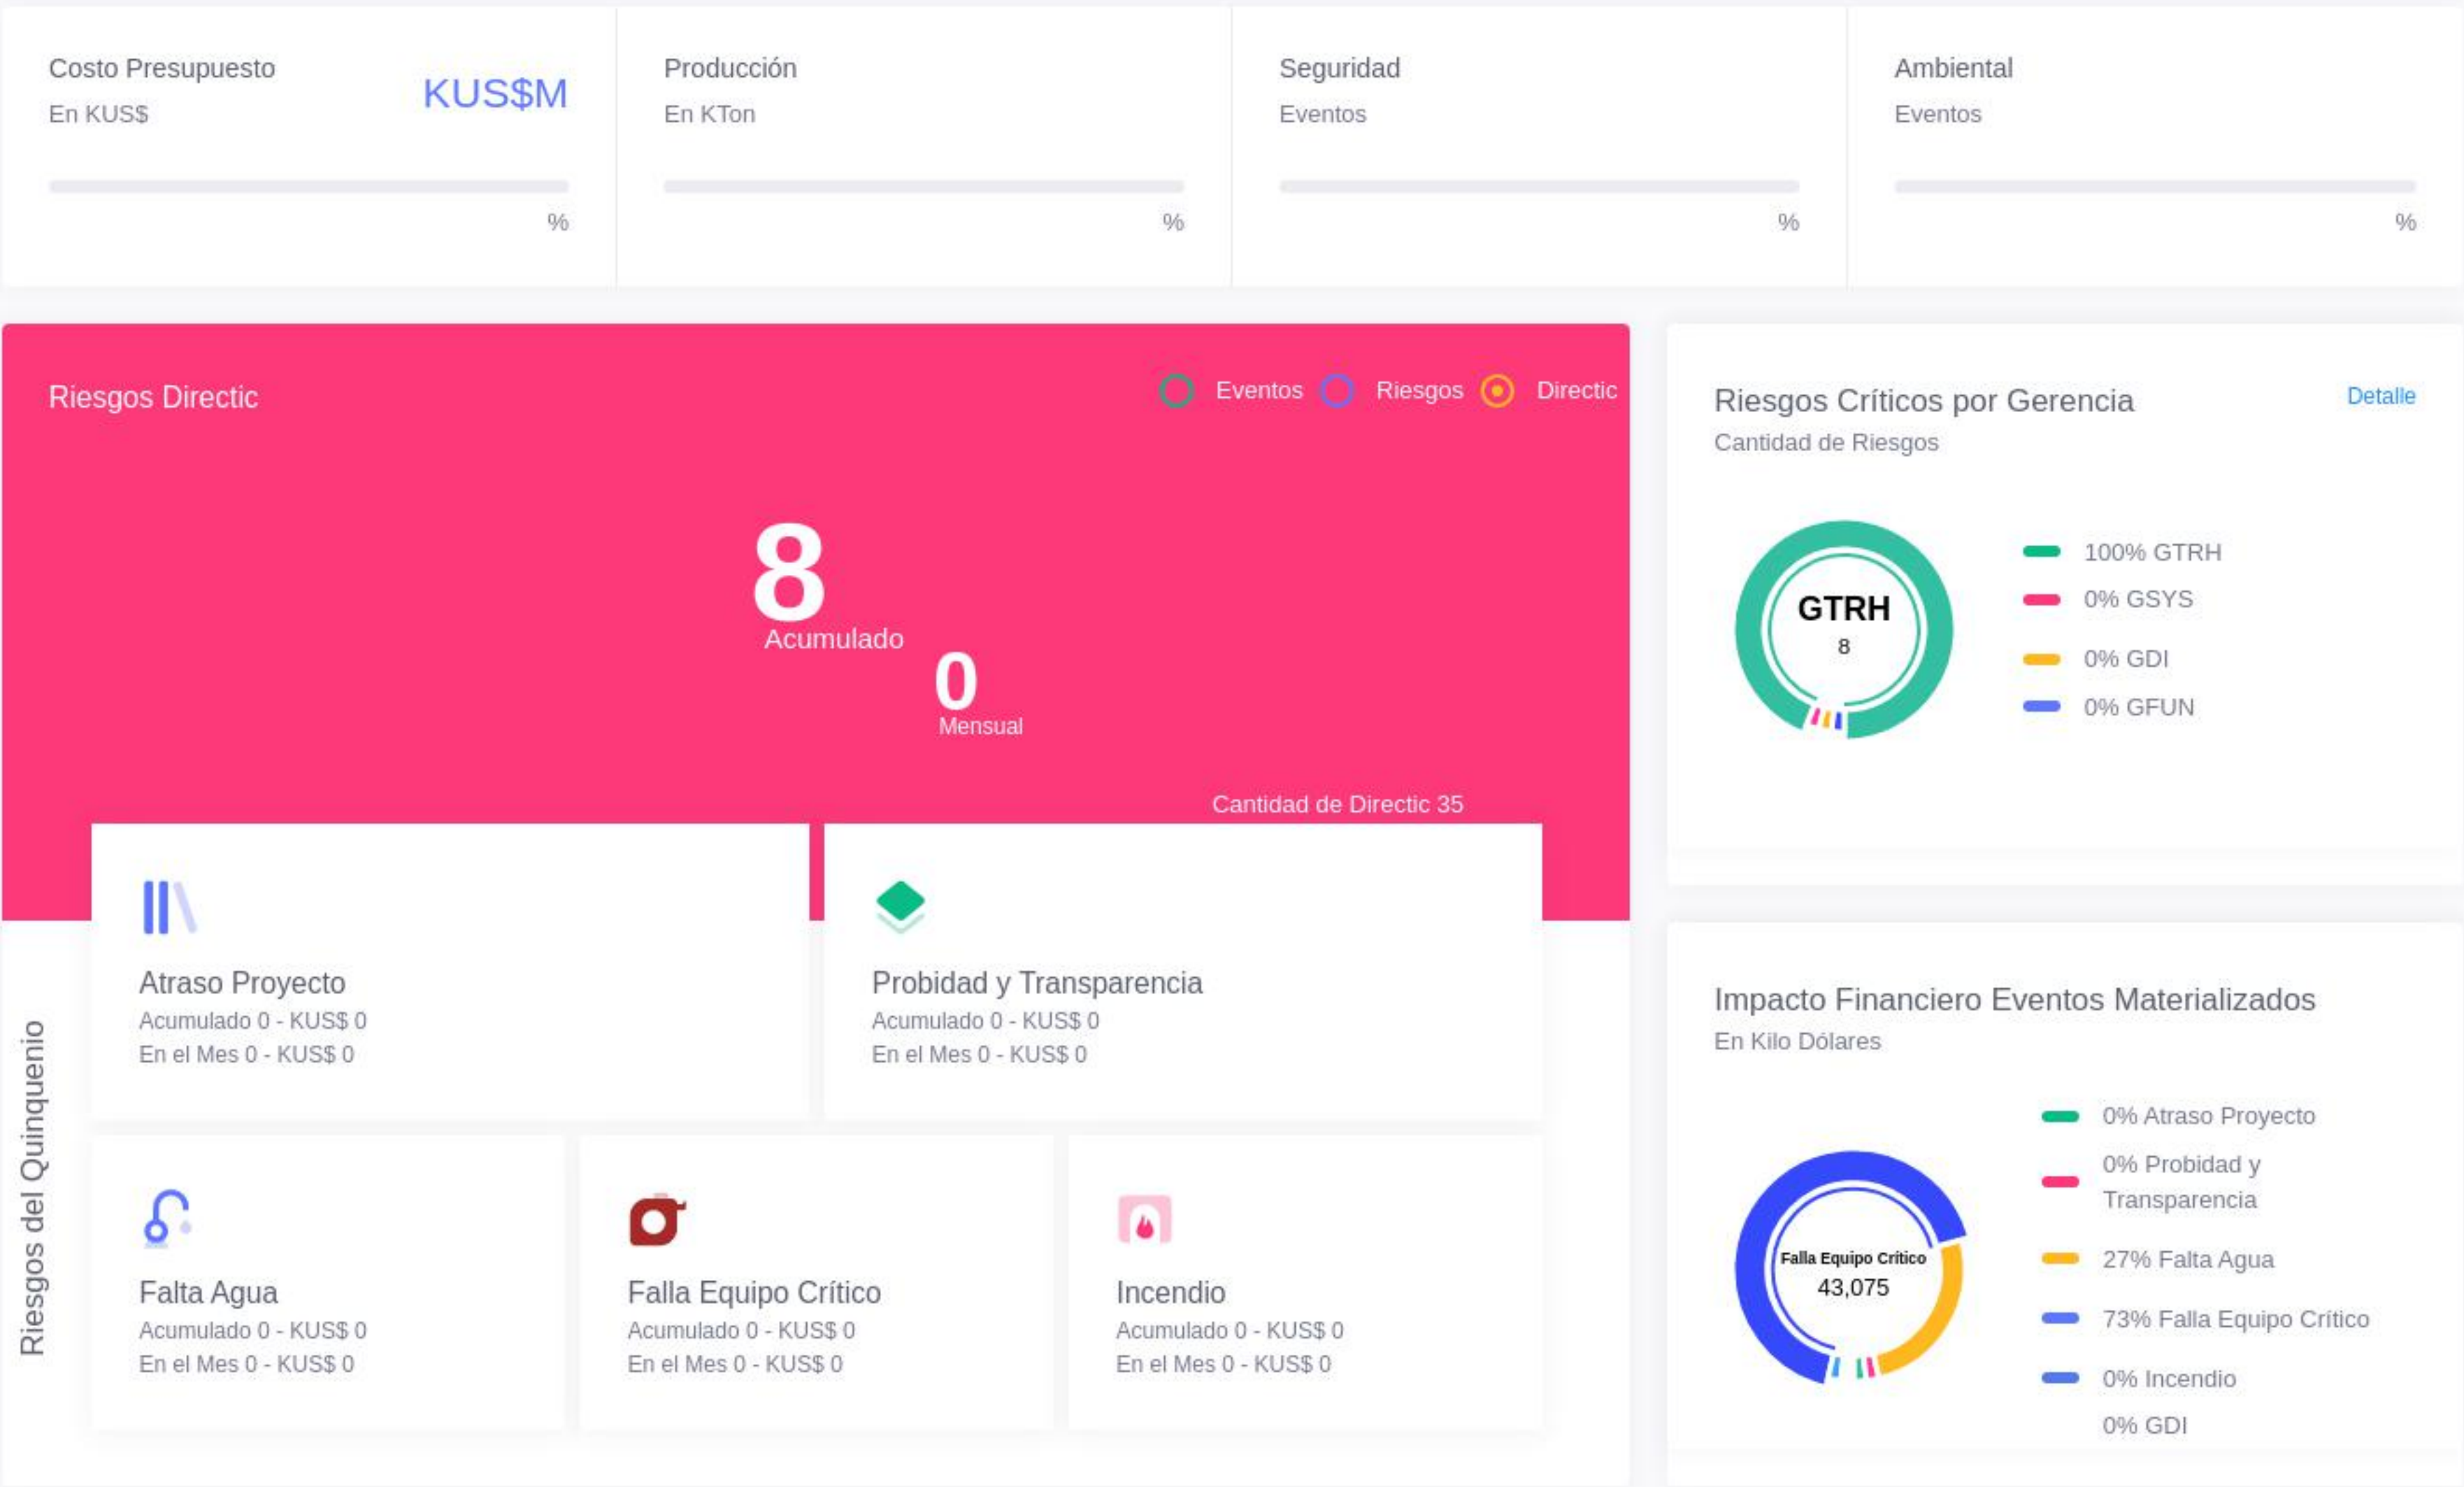 Costo Presupuesto
En KUS$
KUS$M
%
Producción
En KTon
%
Seguridad
Eventos
%
Ambiental
Eventos
%
Riesgos Directic
Eventos
Riesgos
Directic
8
Acumulado
0
Mensual
Cantidad de Directic 35
Riesgos del Quinquenio
Atraso Proyecto
Acumulado 0 - KUS$ 0
En el Mes 0 - KUS$ 0
Probidad y Transparencia
Acumulado 0 - KUS$ 0
En el Mes 0 - KUS$ 0
Falta Agua
Acumulado 0 - KUS$ 0
En el Mes 0 - KUS$ 0
Falla Equipo Crítico
Acumulado 0 - KUS$ 0
En el Mes 0 - KUS$ 0
Incendio
Acumulado 0 - KUS$ 0
En el Mes 0 - KUS$ 0
Riesgos Críticos por Gerencia
Detalle
Cantidad de Riesgos
GTRH
8
100% GTRH
0% GSYS
0% GDI
0% GFUN
Impacto Financiero Eventos Materializados
En Kilo Dólares
Falla Equipo Crítico
43,075
0% Atraso Proyecto
0% Probidad y
Transparencia
27% Falta Agua
73% Falla Equipo Crítico
0% Incendio
0% GDI